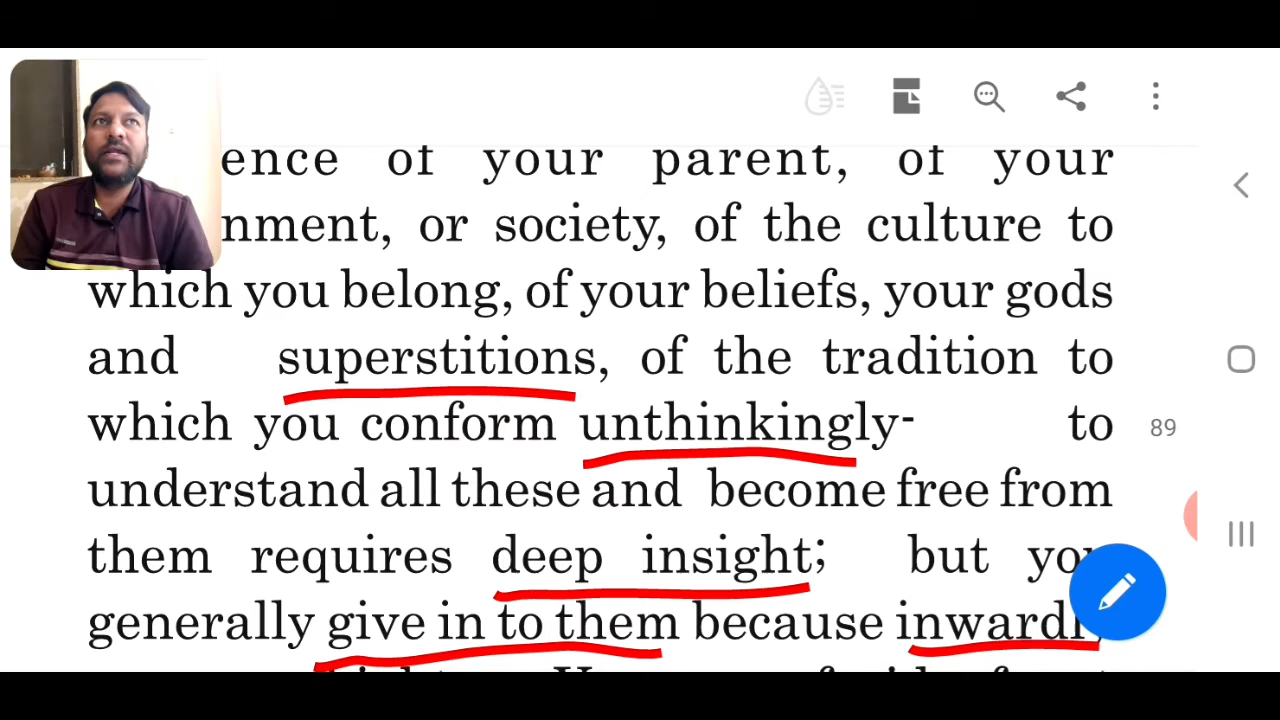 ence of your parent, of your
nment, or society, of the culture to
which you belong, of your beliefs, your gods
and superstitions, of the tradition to
which you conform unthinkingly- to
89
understand all these and become free from
them requires deep insight; but you
generally give in to them because inwardly